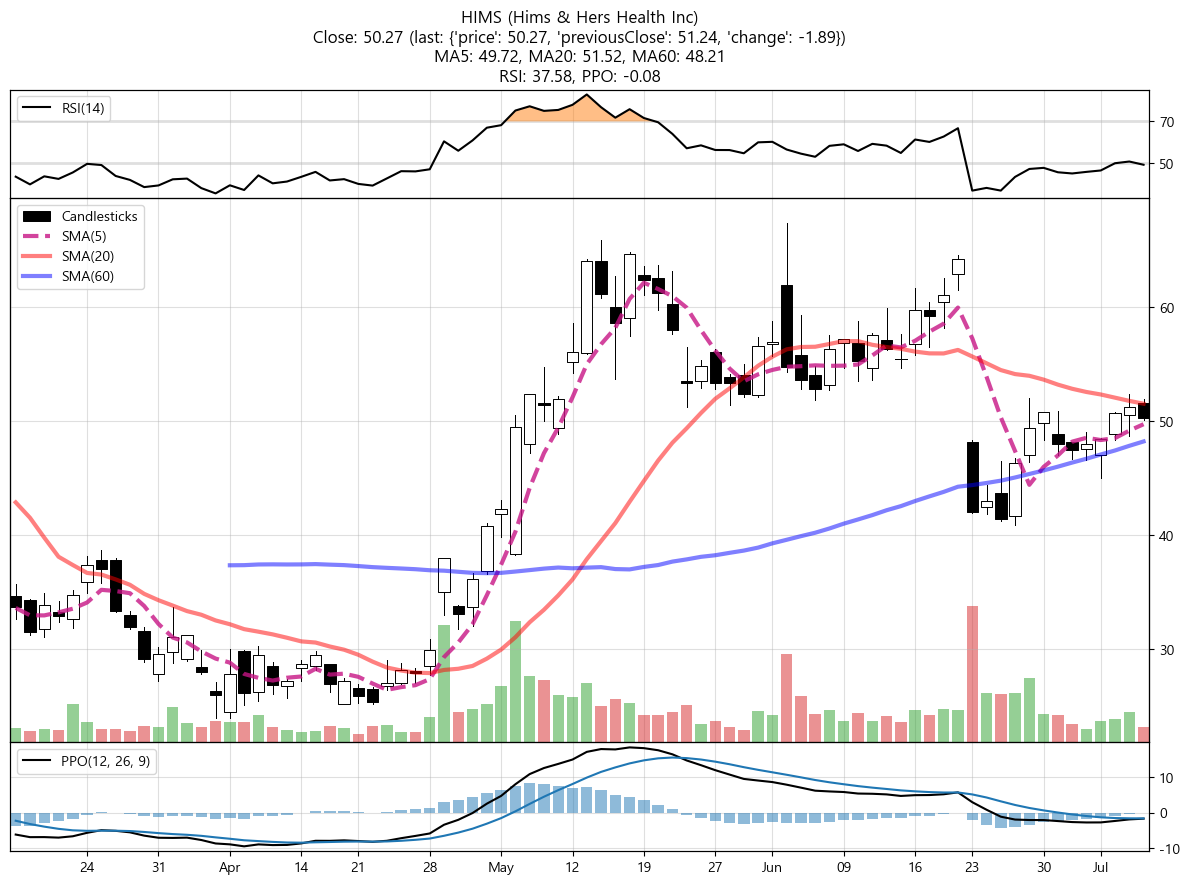 HIMS (Hims & Hers Health Inc)
Close: 50.27 (last: {'price': 50.27, 'previousClose': 51.24, 'change': -1.89})
MA5: 49.72, MA20: 51.52, MA60: 48.21
RSI: 37.58, PPO: -0.08
RSI(14)
70
50
Candlesticks
SMA(5)
SMA(20)
SMA(60)
60
50
40
30
PPO(12, 26, 9)
10
0
-10
24 31 Apr 14 21 28 May 12 19 27 Jun 09 16 23 30 Jul